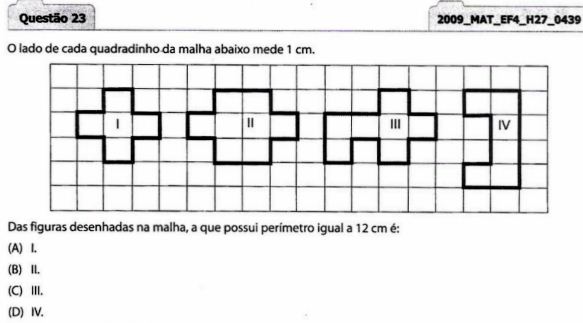 Questão 23
2009_MAT_EF4_H27_0439
O lado de cada quadradinho da malha abaixo mede 1 cm.
I II III IV
Das figuras desenhadas na malha, a que possui perímetro igual a 12 cm é:
(A) I.
(B) II.
(C) III.
(D) IV.